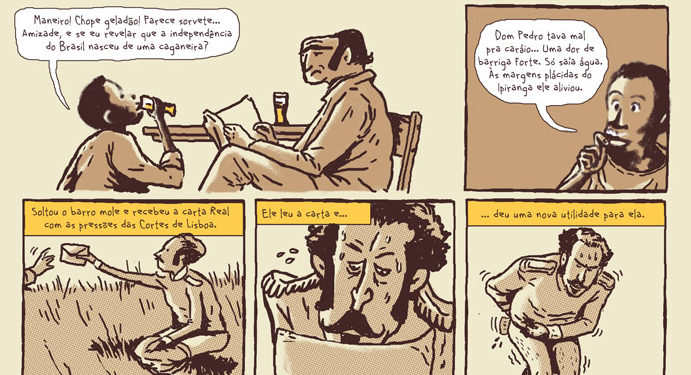 Maneiro! Chope geladão! Parece sorvete...
Amizade, e se eu revelar que a independência
do Brasil nasceu de uma caganeira?
Dom Pedro tava mal
pra caráio... Uma dor de
barriga forte. Só saía água.
Às margens plácidas do
Ipiranga ele aliviou.
Soltou o barro mole e recebeu a carta Real
com as pressões das Cortes de Lisboa.
Ele leu a carta e...
... deu uma nova utilidade para ela.